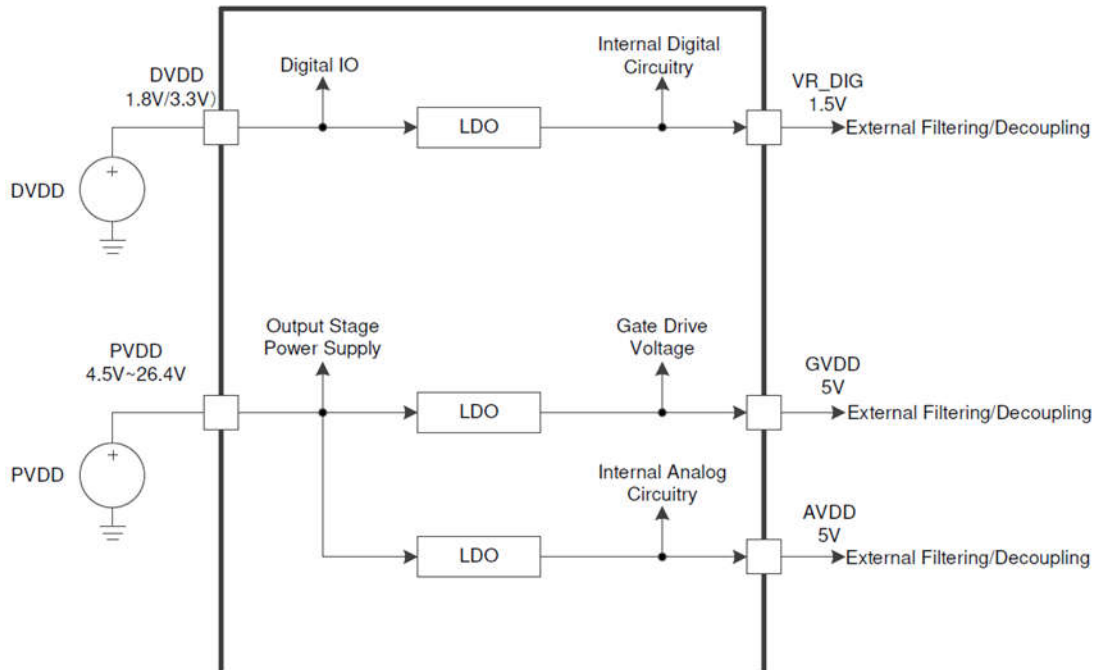 DVDD
1.8V/3.3V)
Digital IO
Internal Digital
Circuitry
VR_DIG
1.5V
LDO
External Filtering/Decoupling
+
DVDD
PVDD
4.5V~26.4V
Output Stage
Power Supply
Gate Drive
Voltage
GVDD
5V
LDO
External Filtering/Decoupling
+
PVDD
Internal Analog
Circuitry
AVDD
5V
LDO
External Filtering/Decoupling